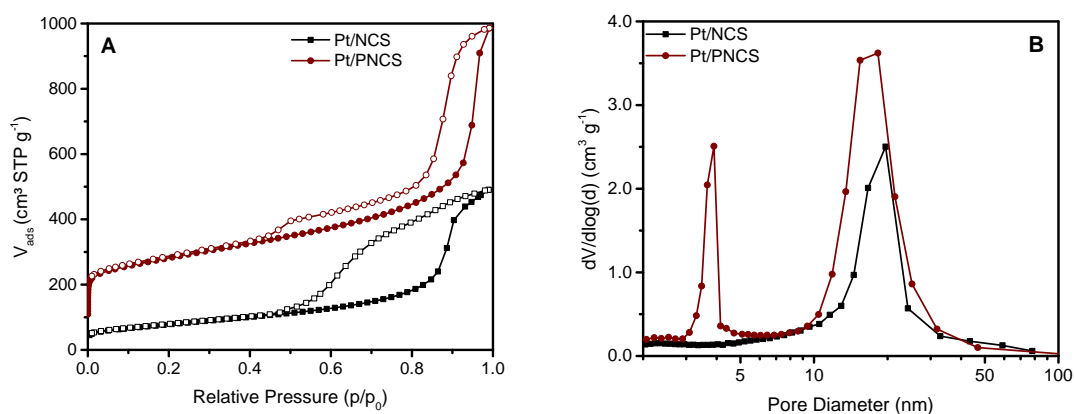 A
Pt/NCS
Pt/PNCS
1000
800
600
400
200
0
V_ads (cm³ STP g⁻¹)
0.0 0.2 0.4 0.6 0.8 1.0
Relative Pressure (p/p₀)
B
Pt/NCS
Pt/PNCS
4.0
3.0
2.0
1.0
0.0
dV/dlog(d) (cm³ g⁻¹)
5 10 50 100
Pore Diameter (nm)